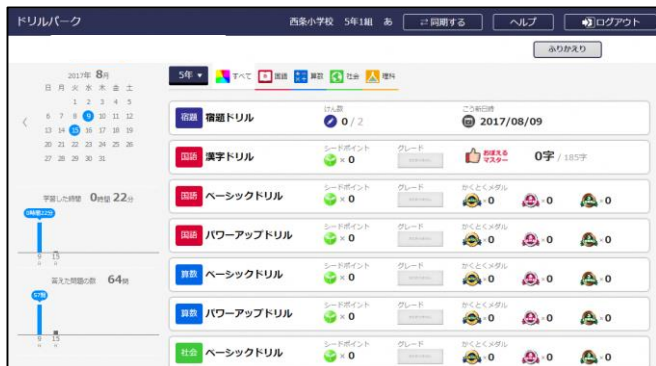 ドリルパーク 西条小学校 5年1組 あ 同期する ヘルプ ログアウト
ふりかえり
2017年 8月
日 月 火 水 木 金 土
1 2 3 4 5
6 7 8 9 10 11 12
13 14 15 16 17 18 19
20 21 22 23 24 25 26
27 28 29 30 31
学習した時間 0時間 22分
0時間22分
9 15
答えた問題の数 64問
57問
9 15
5年 すべて 国語 算数 社会 理科
宿題 宿題ドリル けん数 0 / 2 こう新日時 2017/08/09
国語 漢字ドリル シードポイント × 0 グレード おぼえるマスター 0字 / 185字
国語 ベーシックドリル シードポイント × 0 グレード かくとくメダル ×0 ×0 ×0
国語 パワーアップドリル シードポイント × 0 グレード かくとくメダル ×0 ×0 ×0
算数 ベーシックドリル シードポイント × 0 グレード かくとくメダル ×0 ×0 ×0
算数 パワーアップドリル シードポイント × 0 グレード かくとくメダル ×0 ×0 ×0
社会 ベーシックドリル シードポイント × 0 グレード かくとくメダル ×0 ×0 ×0